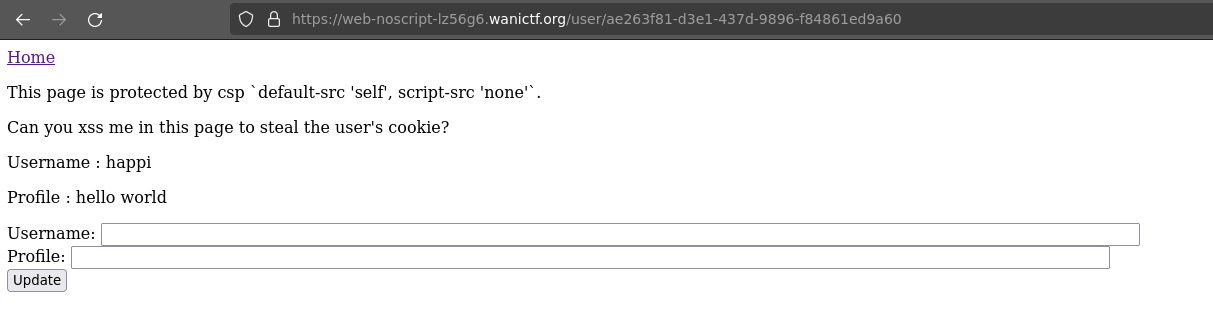 https://web-noscript-lz56g6.wanictf.org/user/ae263f81-d3e1-437d-9896-f84861ed9a60
Home
This page is protected by csp `default-src 'self', script-src 'none'`.
Can you xss me in this page to steal the user's cookie?
Username : happi
Profile : hello world
Username:
Profile:
Update